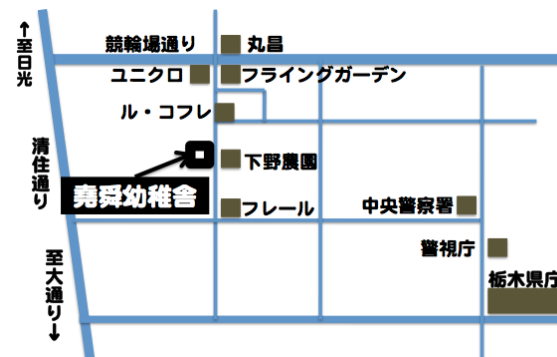 ↑至日光
競輪場通り
丸昌
ユニクロ
フライングガーデン
ル・コフレ
清住通り
下野農園
堯舜幼稚舎
フレール
中央警察署
警視庁
至大通り↓
栃木県庁